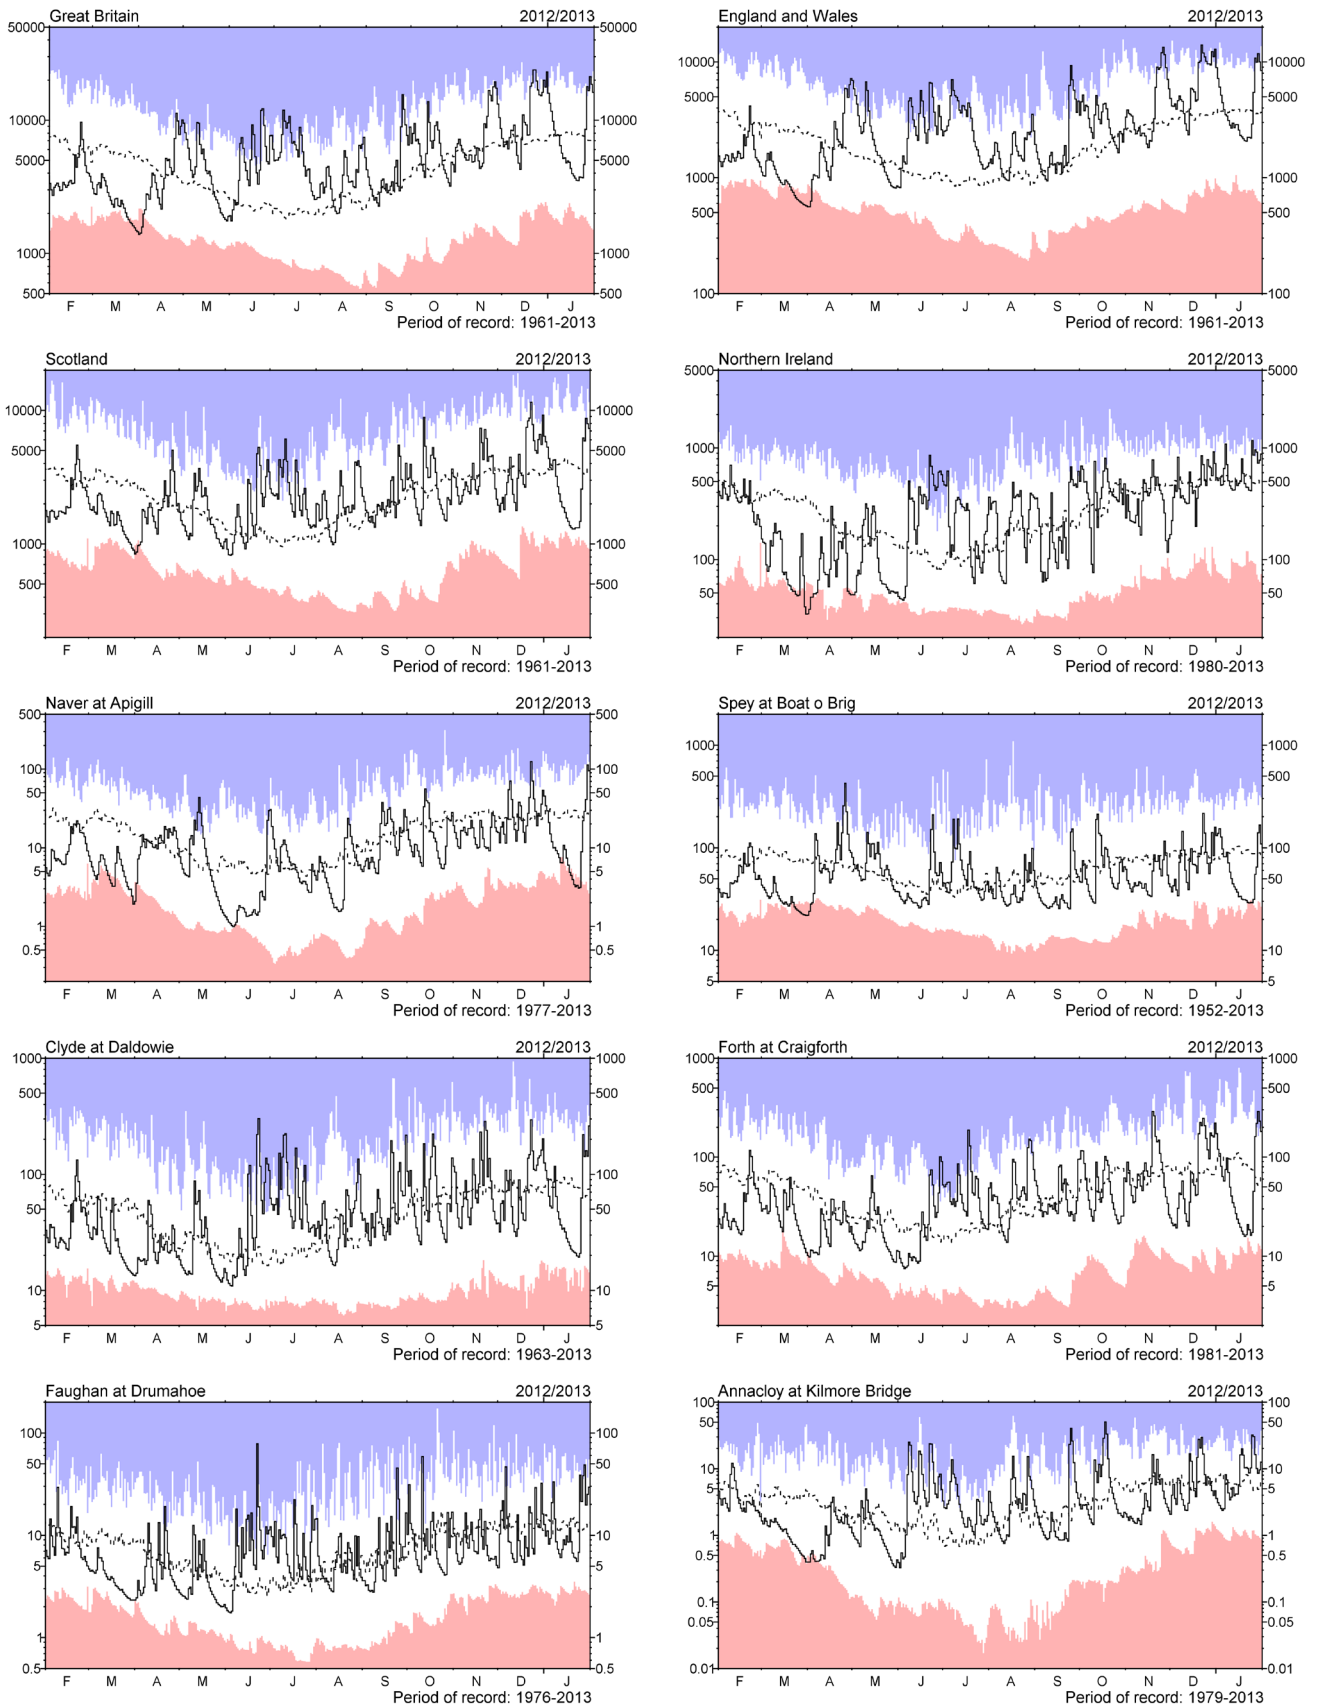 Great Britain 2012/2013
50000 50000
10000 10000
5000 5000
1000 1000
500 500
F M A M J J A S O N D J
Period of record: 1961-2013
England and Wales 2012/2013
10000 10000
5000 5000
1000 1000
500 500
100 100
F M A M J J A S O N D J
Period of record: 1961-2013
Scotland 2012/2013
10000 10000
5000 5000
1000 1000
500 500
F M A M J J A S O N D J
Period of record: 1961-2013
Northern Ireland 2012/2013
5000 5000
1000 1000
500 500
100 100
50 50
F M A M J J A S O N D J
Period of record: 1980-2013
Naver at Apigill 2012/2013
500 500
100 100
50 50
10 10
5 5
1 1
0.5 0.5
F M A M J J A S O N D J
Period of record: 1977-2013
Spey at Boat o Brig 2012/2013
1000 1000
500 500
100 100
50 50
10 10
5 5
F M A M J J A S O N D J
Period of record: 1952-2013
Clyde at Daldowie 2012/2013
1000 1000
500 500
100 100
50 50
10 10
5 5
F M A M J J A S O N D J
Period of record: 1963-2013
Forth at Craigforth 2012/2013
1000 1000
500 500
100 100
50 50
10 10
5 5
F M A M J J A S O N D J
Period of record: 1981-2013
Faughan at Drumahoe 2012/2013
100 100
50 50
10 10
5 5
1 1
0.5 0.5
F M A M J J A S O N D J
Period of record: 1976-2013
Annacloy at Kilmore Bridge 2012/2013
100 100
50 50
10 10
5 5
1 1
0.5 0.5
0.1 0.1
0.05 0.05
0.01 0.01
F M A M J J A S O N D J
Period of record: 1979-2013